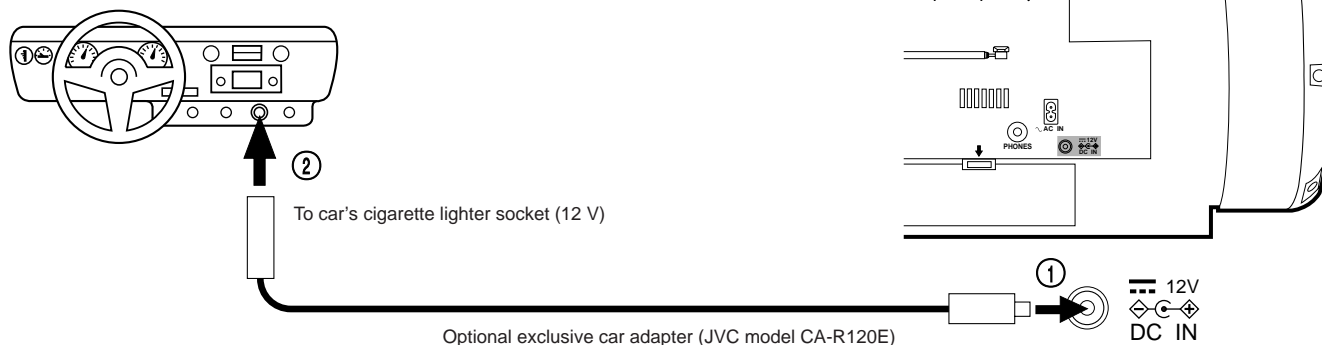 ∼ AC IN
PHONES
12V
DC IN
②
To car's cigarette lighter socket (12 V)
①
12V
DC IN
Optional exclusive car adapter (JVC model CA-R120E)